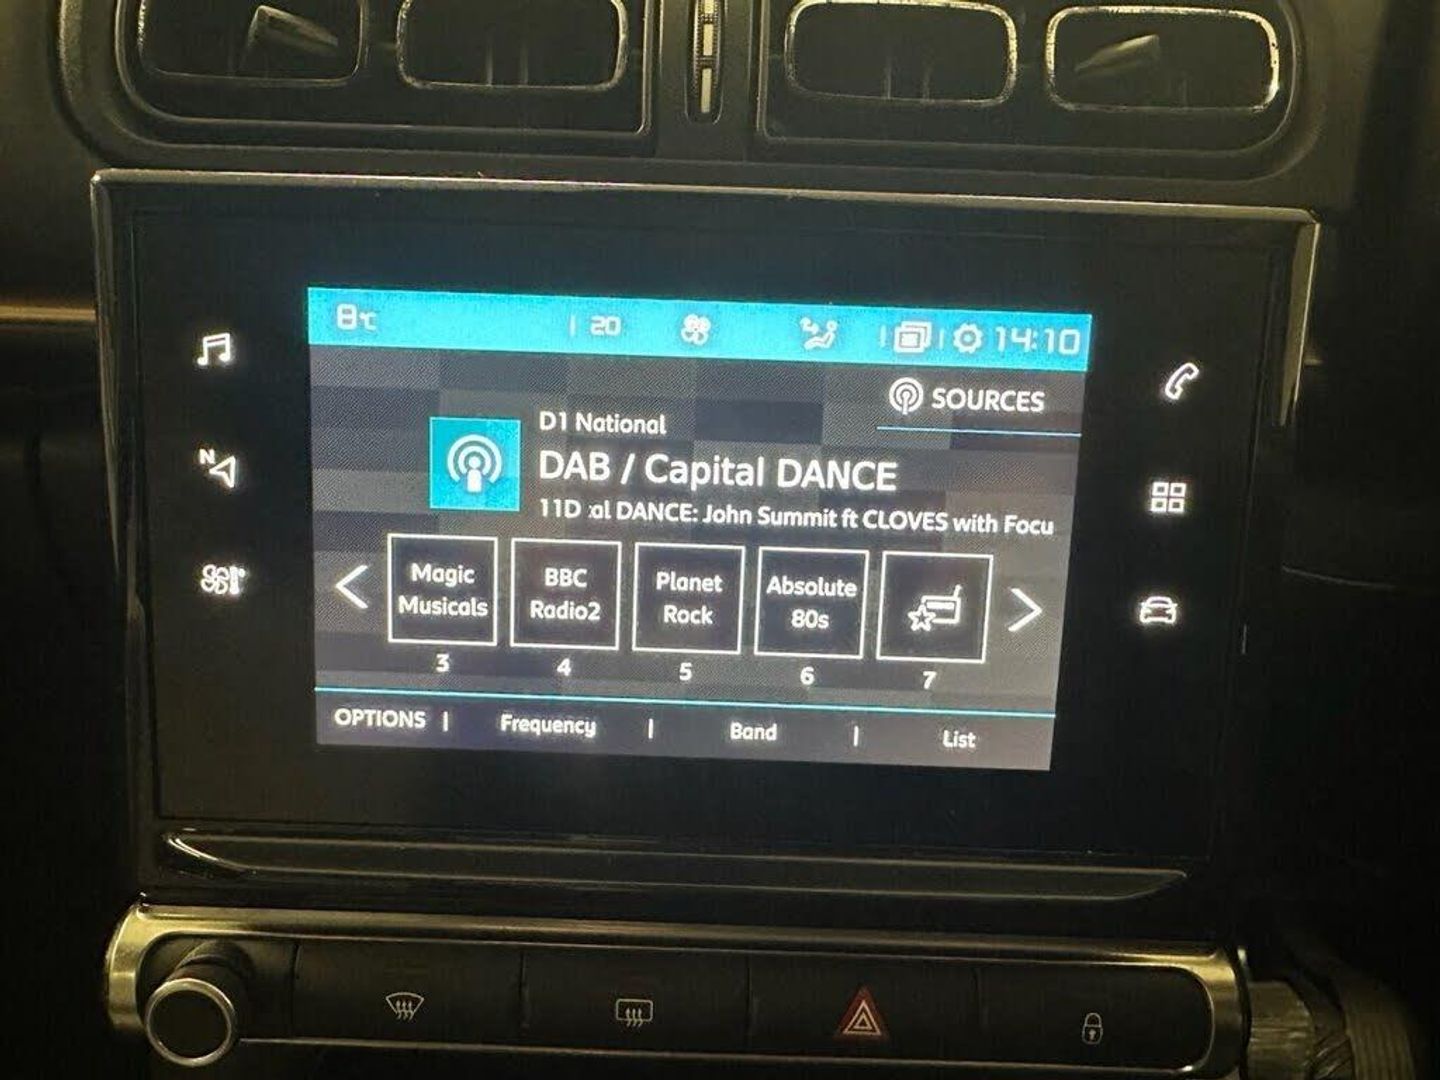 8℃ | 20 | | 14:10
SOURCES
D1 National
DAB / Capital DANCE
11D al DANCE: John Summit ft CLOVES with Focu
Magic Musicals
BBC Radio2
Planet Rock
Absolute 80s
3 4 5 6 7
OPTIONS | Frequency | Band | List
N